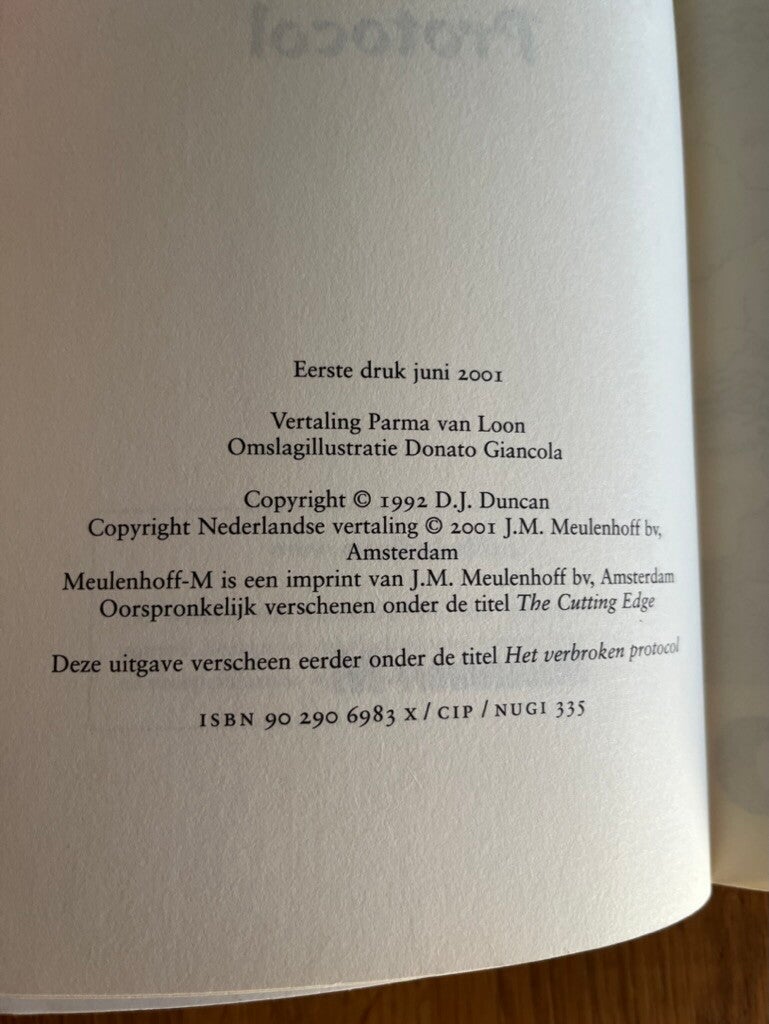 Protocol
Eerste druk juni 2001
Vertaling Parma van Loon
Omslagillustratie Donato Giancola
Copyright © 1992 D.J. Duncan
Copyright Nederlandse vertaling © 2001 J.M. Meulenhoff bv,
Amsterdam
Meulenhoff-M is een imprint van J.M. Meulenhoff bv, Amsterdam
Oorspronkelijk verschenen onder de titel The Cutting Edge
Deze uitgave verscheen eerder onder de titel Het verbroken protocol
ISBN 90 290 6983 X / CIP / NUGI 335